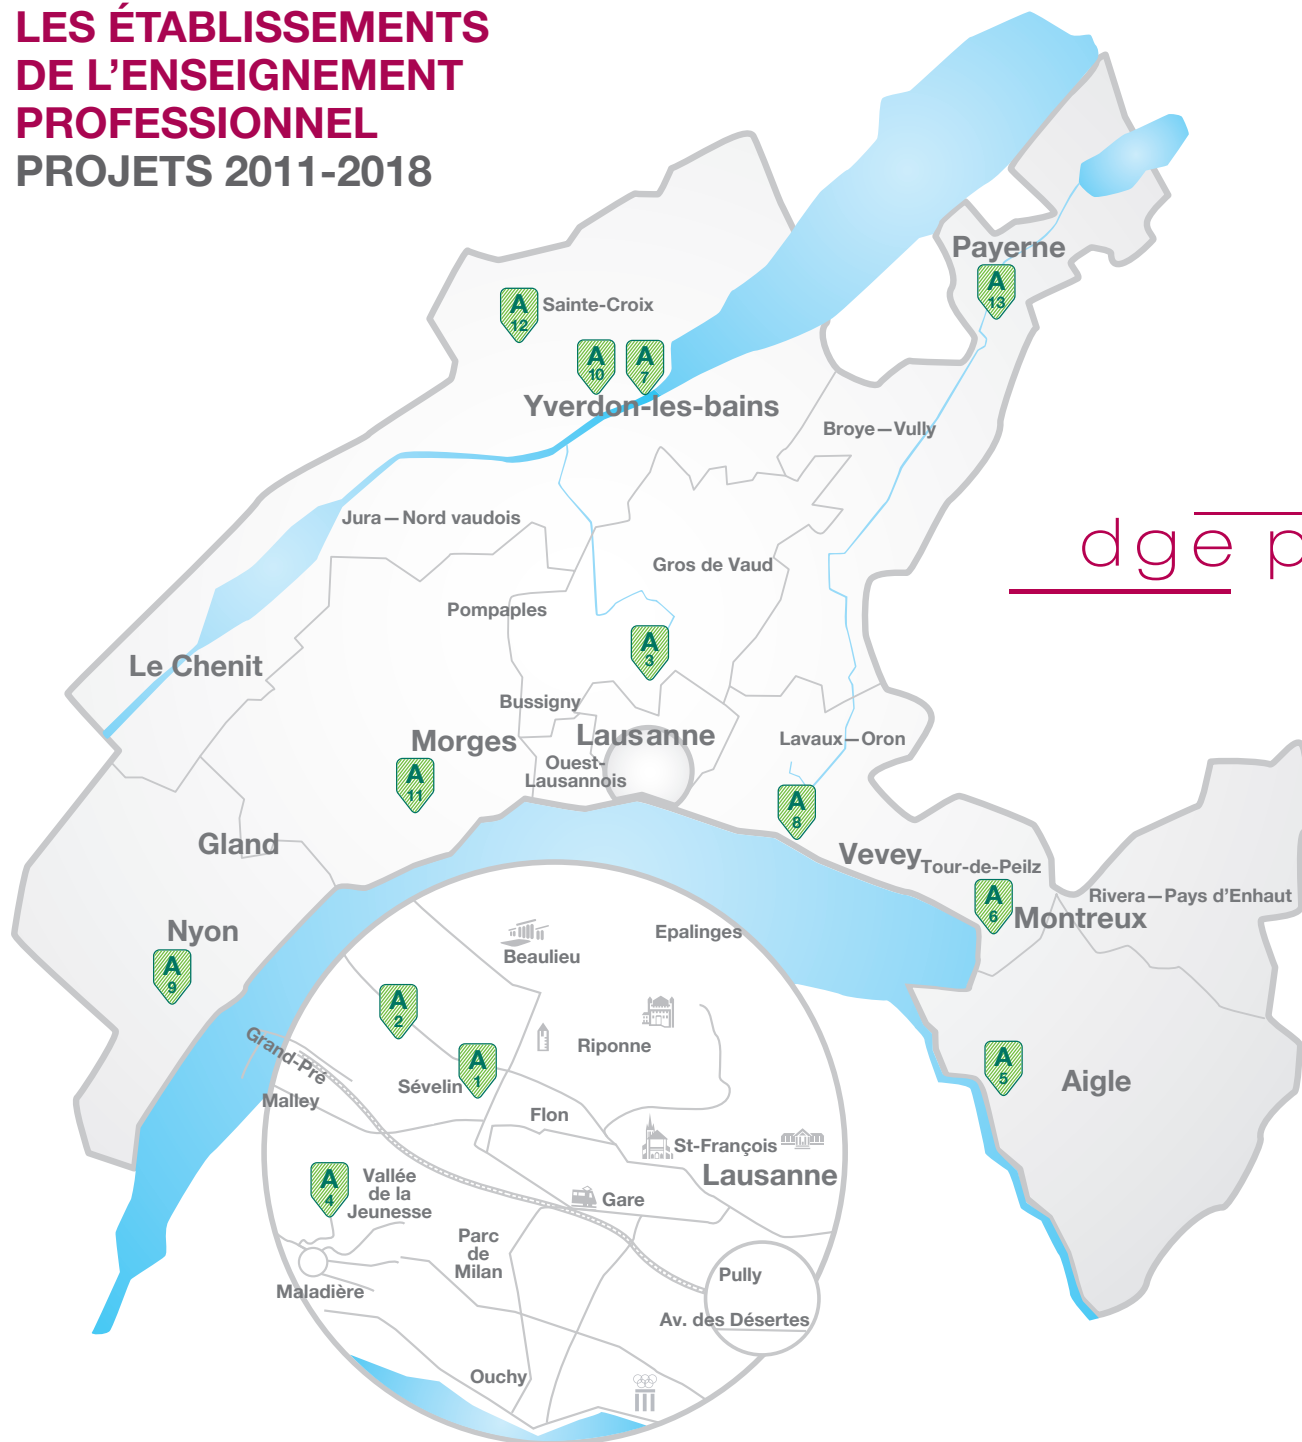 LES ÉTABLISSEMENTS
DE L’ENSEIGNEMENT
PROFESSIONNEL
PROJETS 2011-2018
Payerne
A
13
A
12
Sainte-Croix
A
10
A
7
Yverdon-les-bains
Broye—Vully
Jura—Nord vaudois
dge p
Gros de Vaud
Pompaples
A
3
Le Chenit
Bussigny
Morges
Lausanne
Lavaux—Oron
Ouest-
Lausannois
A
11
A
8
Gland
Vevey
Tour-de-Peilz
A
6
Rivera—Pays d’Enhaut
Montreux
Nyon
A
9
Beaulieu
Epalinges
A
2
Grand-Pré
Riponne
A
1
Sévelin
A
5
Aigle
Malley
Flon
St-François
Lausanne
A
4
Vallée
de la
Jeunesse
Gare
Parc
de
Milan
Pully
Maladière
Av. des Désertes
Ouchy